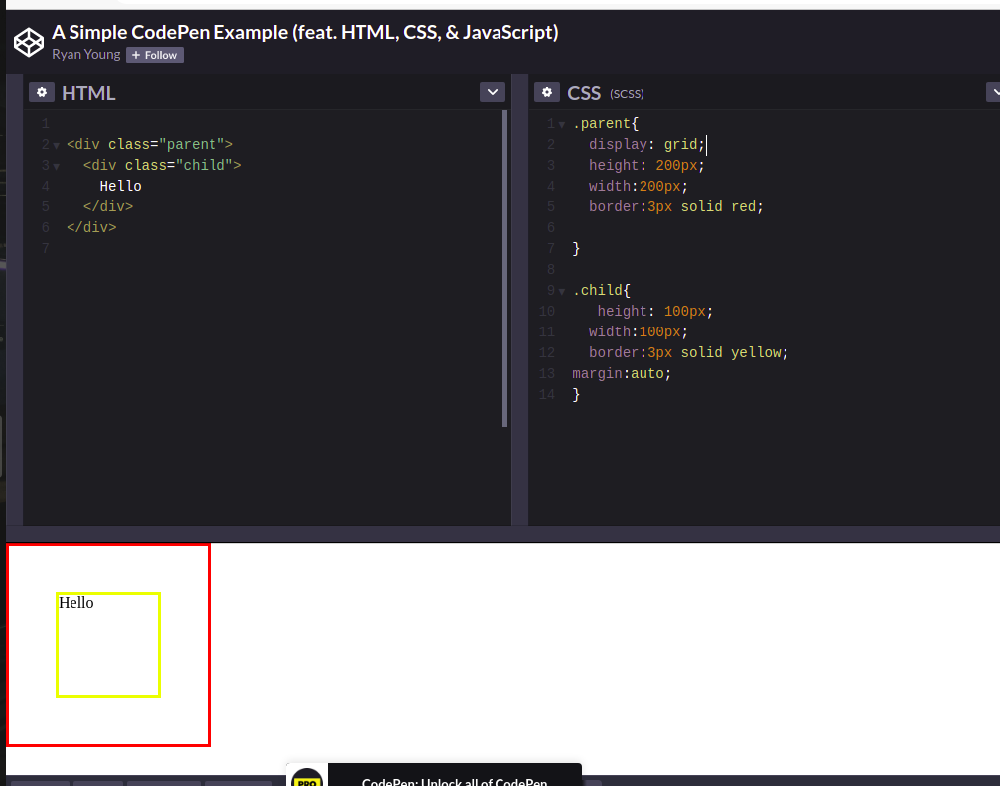 A Simple CodePen Example (feat. HTML, CSS, & JavaScript)
Ryan Young + Follow
HTML
1
2 <div class="parent">
3 <div class="child">
4 Hello
5 </div>
6 </div>
7
CSS (SCSS)
1 .parent{
2 display: grid;
3 height: 200px;
4 width:200px;
5 border:3px solid red;
6
7 }
8
9 .child{
10 height: 100px;
11 width:100px;
12 border:3px solid yellow;
13 margin:auto;
14 }
Hello
PRO
CodePen: Unlock all of CodePen